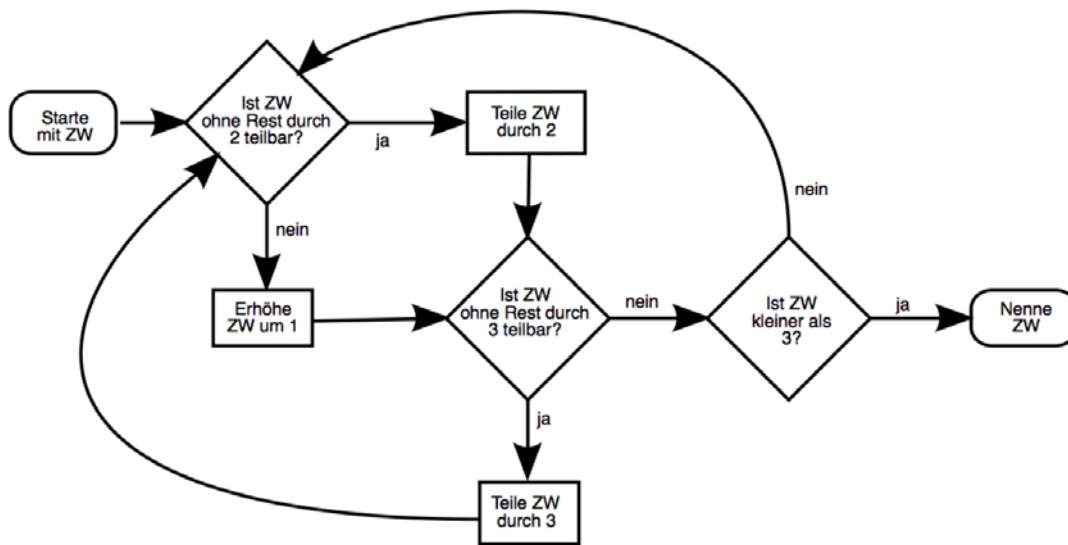 Starte
mit ZW
Ist ZW
ohne Rest durch
2 teilbar?
ja
Teile ZW
durch 2
nein
nein
Erhöhe
ZW um 1
Ist ZW
ohne Rest durch
3 teilbar?
nein
Ist ZW
kleiner als
3?
ja
Nenne
ZW
ja
Teile ZW
durch 3